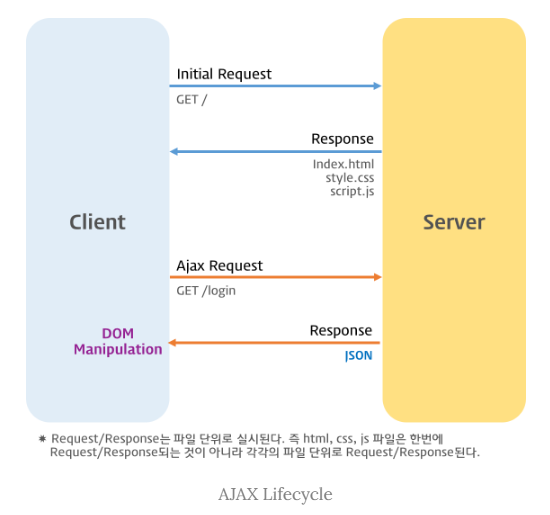 Initial Request
GET /
Response
Index.html
style.css
script.js
Client
Server
Ajax Request
GET /login
DOM
Manipulation
Response
JSON
✷ Request/Response는 파일 단위로 실시된다. 즉 html, css, js 파일은 한번에
Request/Response되는 것이 아니라 각각의 파일 단위로 Request/Response된다.
AJAX Lifecycle